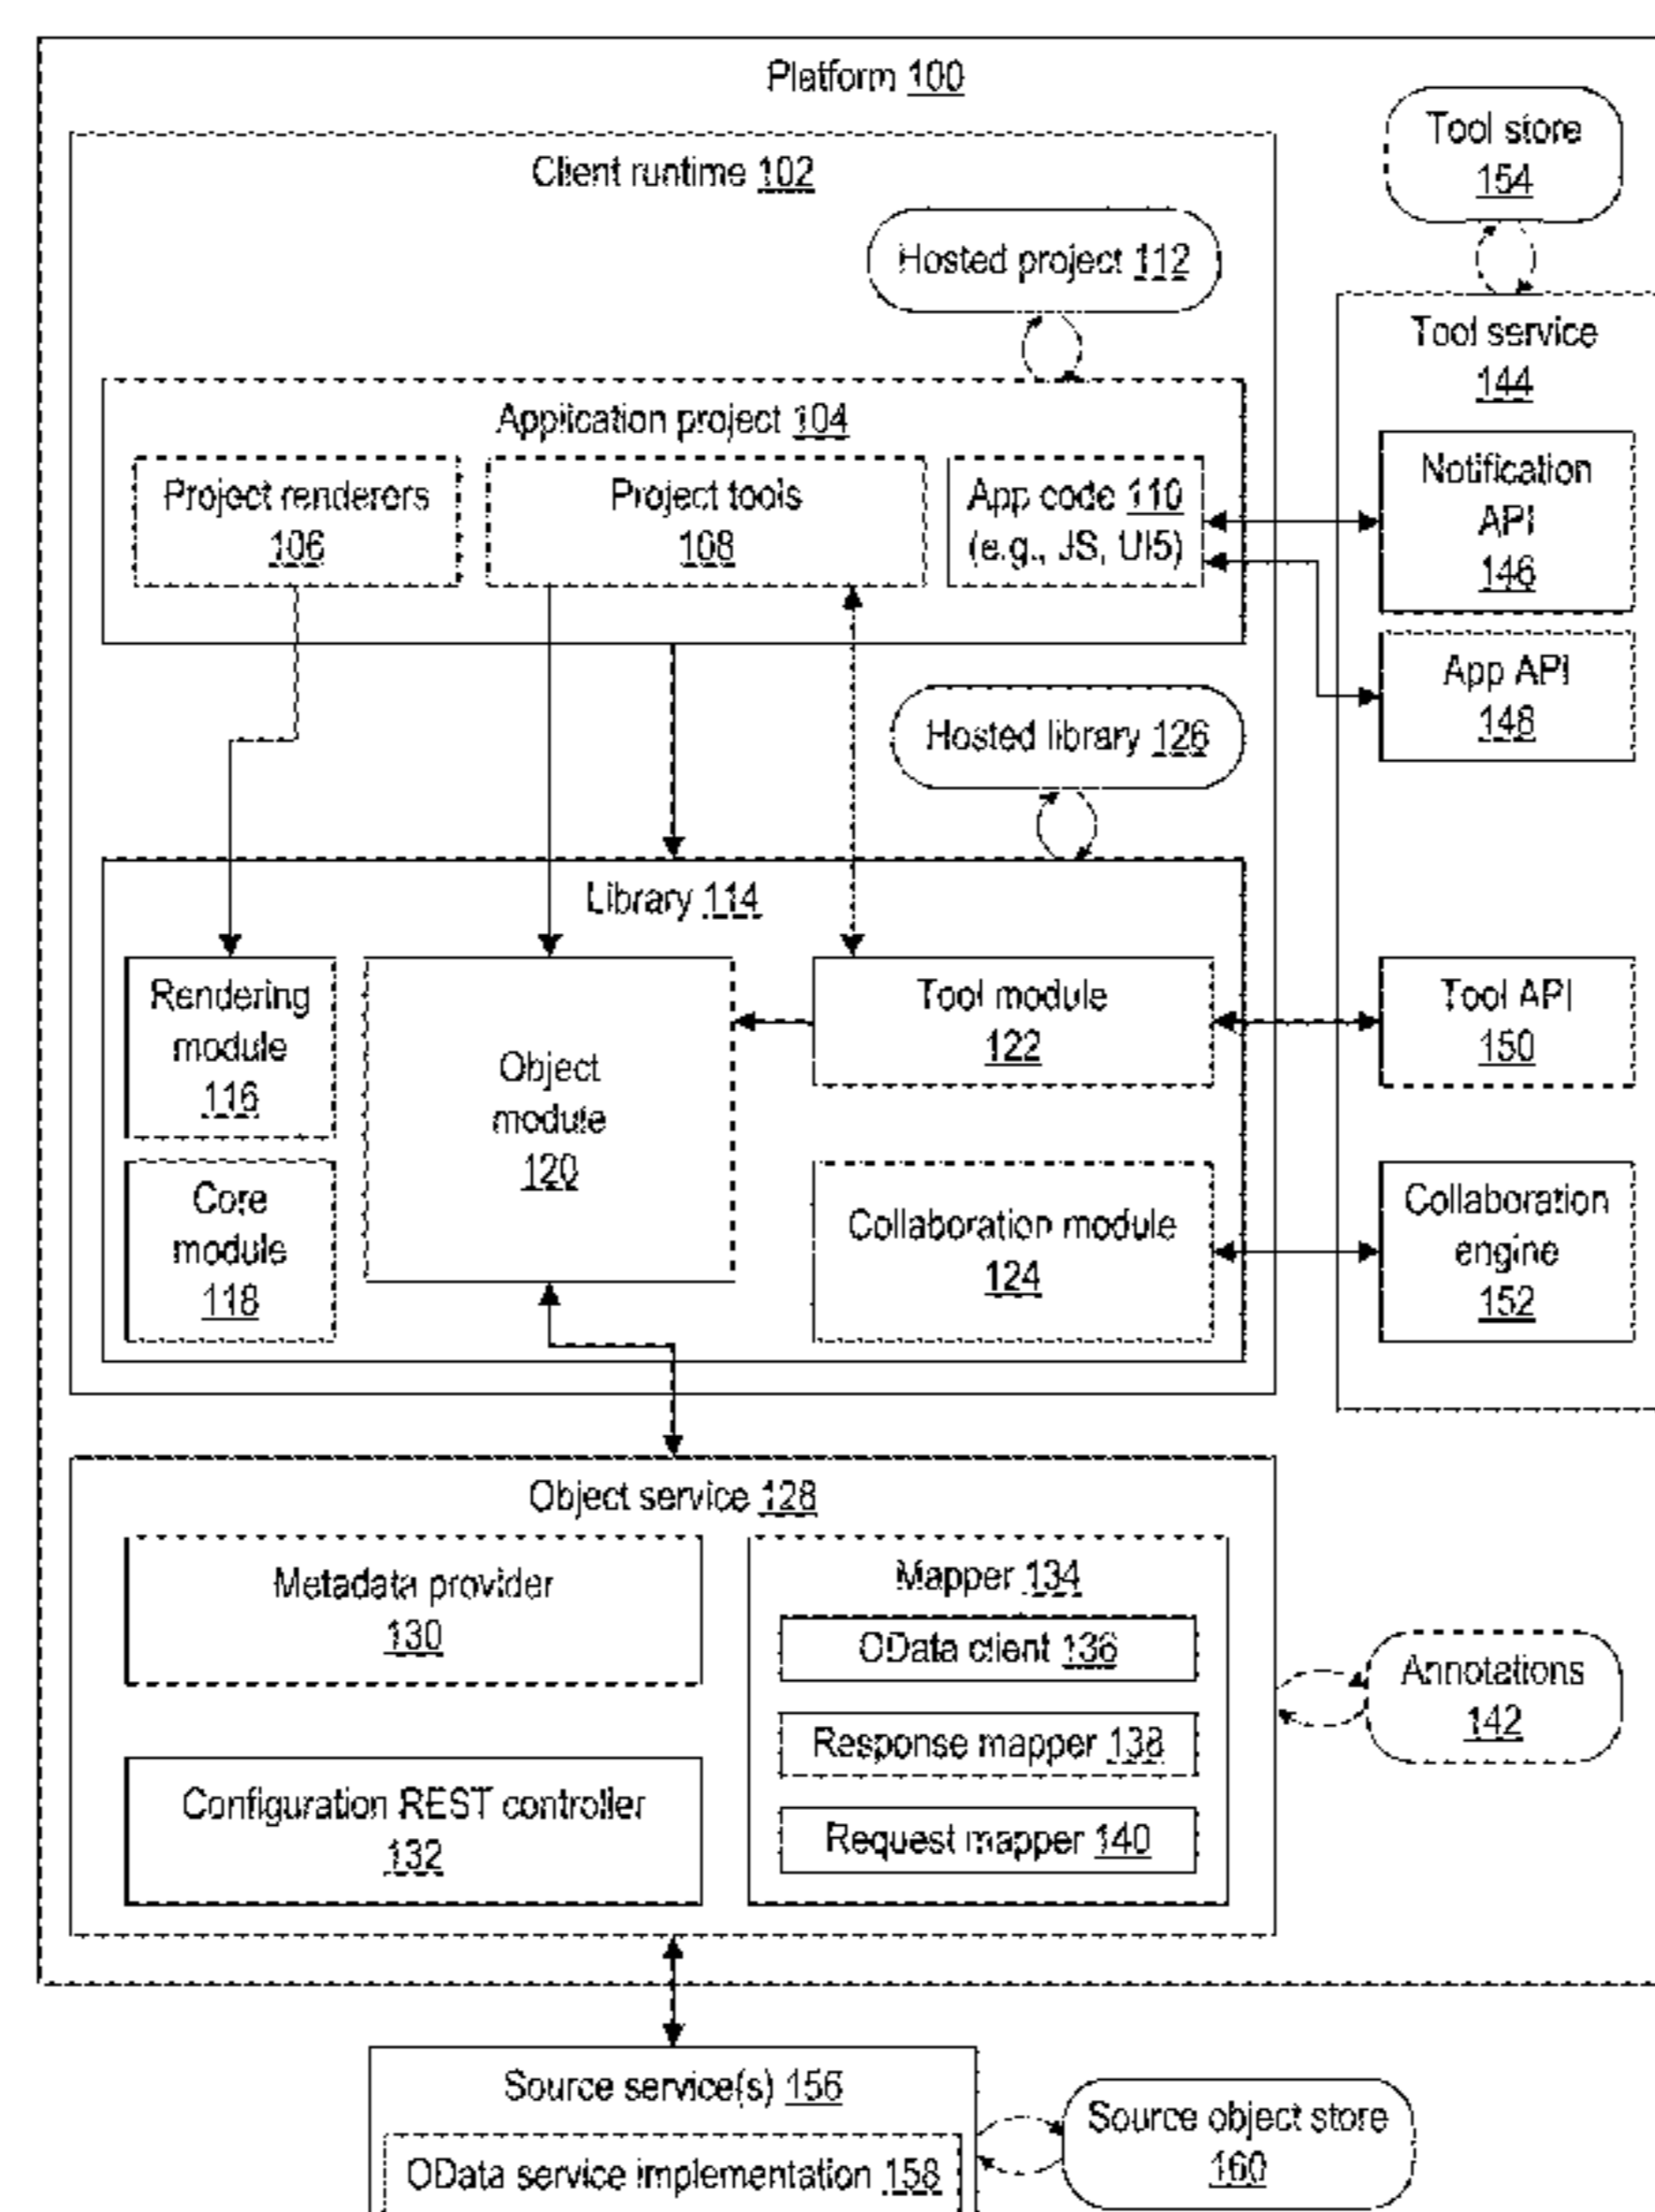 Platform 100
Client runtime 102
Tool store
154
Hosted project 112
Tool service
144
Application project 104
Project renderers
106
Project tools
108
App code 110
(e.g., JS, UI5)
Notification
API
146
App API
148
Hosted library 126
Library 114
Rendering
module
116
Core
module
118
Object
module
120
Tool module
122
Collaboration module
124
Tool API
150
Collaboration
engine
152
Object service 128
Metadata provider
130
Configuration REST controller
132
Mapper 134
OData client 136
Response mapper 138
Request mapper 140
Annotations
142
Source service(s) 156
OData service implementation 158
Source object store
160